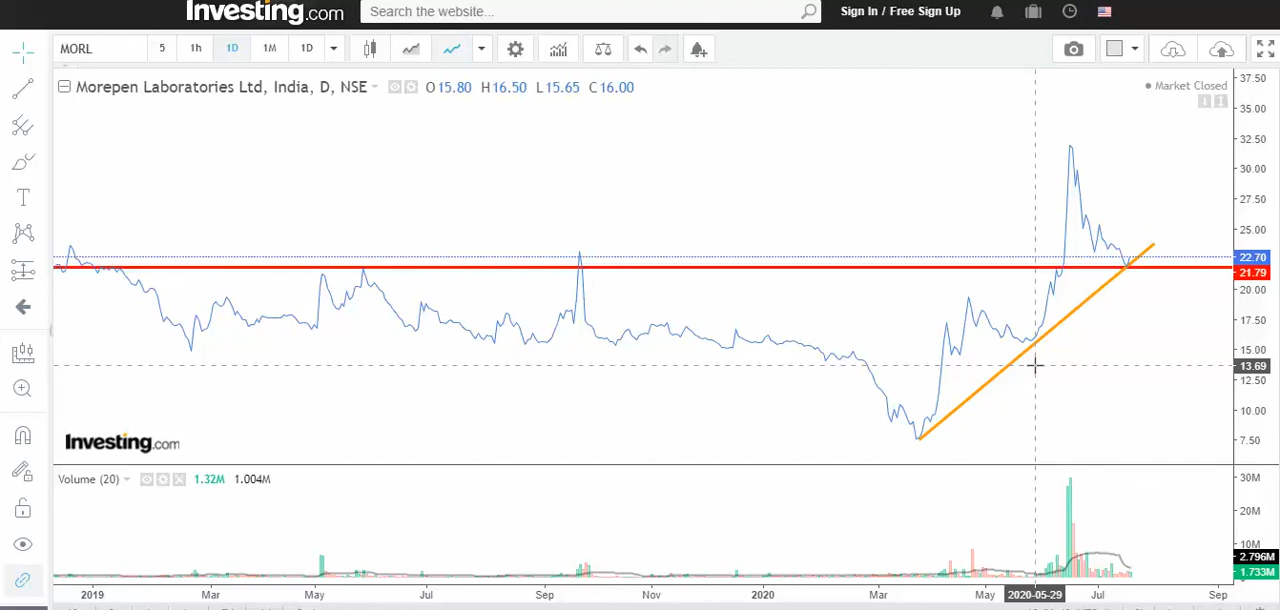 Investing.com
Search the website...
Sign In / Free Sign Up
MORL 5 1h 1D 1M 1D
Morepen Laboratories Ltd, India, D, NSE O15.80 H16.50 L15.65 C16.00
Market Closed
37.50
35.00
32.50
30.00
27.50
25.00
22.70
21.79
20.00
17.50
15.00
13.69
12.50
10.00
7.50
Investing.com
Volume (20) 1.32M 1.004M
30M
20M
10M
2.796M
1.733M
2019 Mar May Jul Sep Nov 2020 Mar May 2020-05-29 Jul Sep